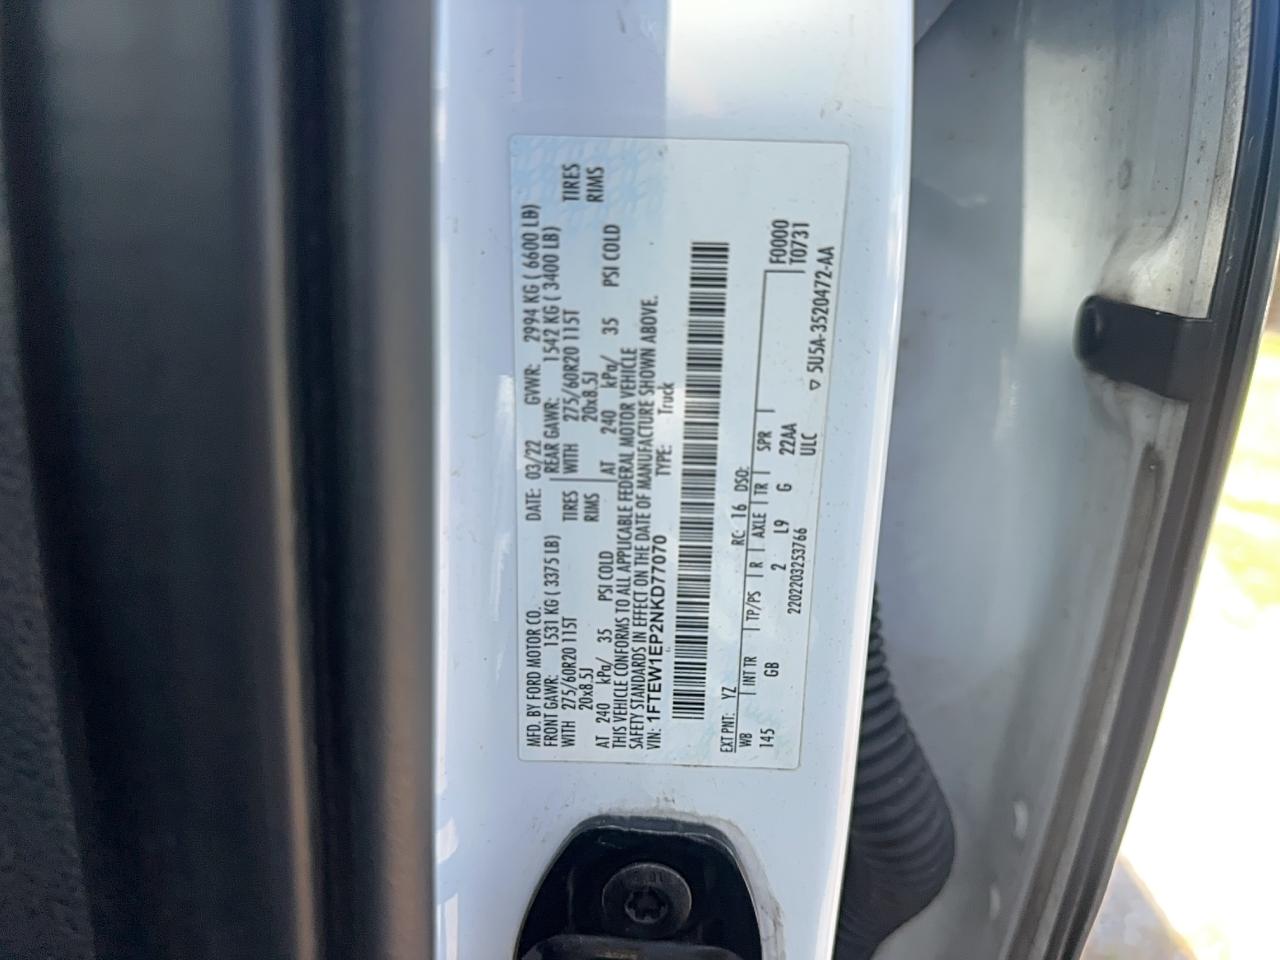 MFD. BY FORD MOTOR CO. DATE: 03/22 GVWR: 2994 KG ( 6600 LB)
FRONT GAWR: 1531 KG ( 3375 LB) REAR GAWR: 1542 KG ( 3400 LB)
WITH 275/60R20 115T TIRES WITH 275/60R20 115T TIRES
20x8.5J RIMS 20x8.5J RIMS
AT 240 kPa/ 35 PSI COLD AT 240 kPa/ 35 PSI COLD
THIS VEHICLE CONFORMS TO ALL APPLICABLE FEDERAL MOTOR VEHICLE
SAFETY STANDARDS IN EFFECT ON THE DATE OF MANUFACTURE SHOWN ABOVE.
VIN: 1FTEW1EP2NKD77070 TYPE: Truck
EXT PNT: YZ RC: 16 DSO: F0000
WB INT TR TP/PS R AXLE TR SPR T0731
145 GB 2 L9 G 22AA
2202203253766 ULC ▽ 5U5A-3520472-AA